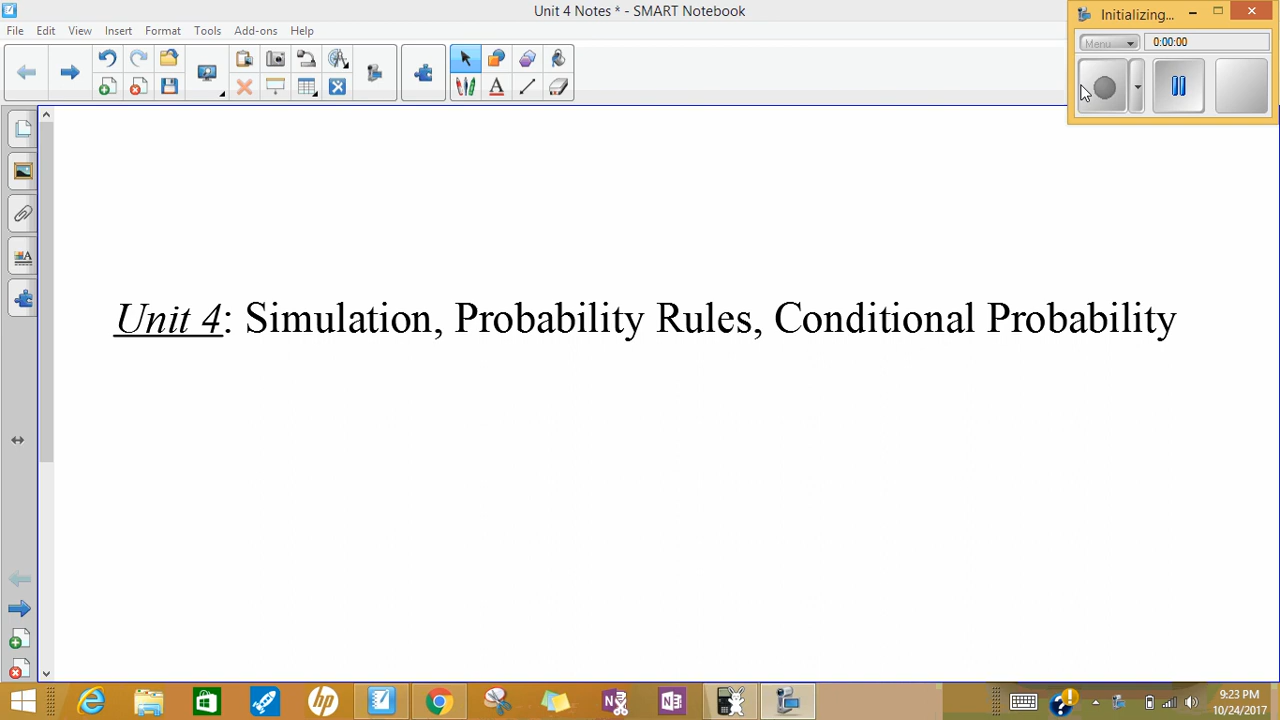 Unit 4 Notes * - SMART Notebook
Initializing...
File Edit View Insert Format Tools Add-ons Help
Menu 0:00:00
Unit 4: Simulation, Probability Rules, Conditional Probability
9:23 PM
10/24/2017